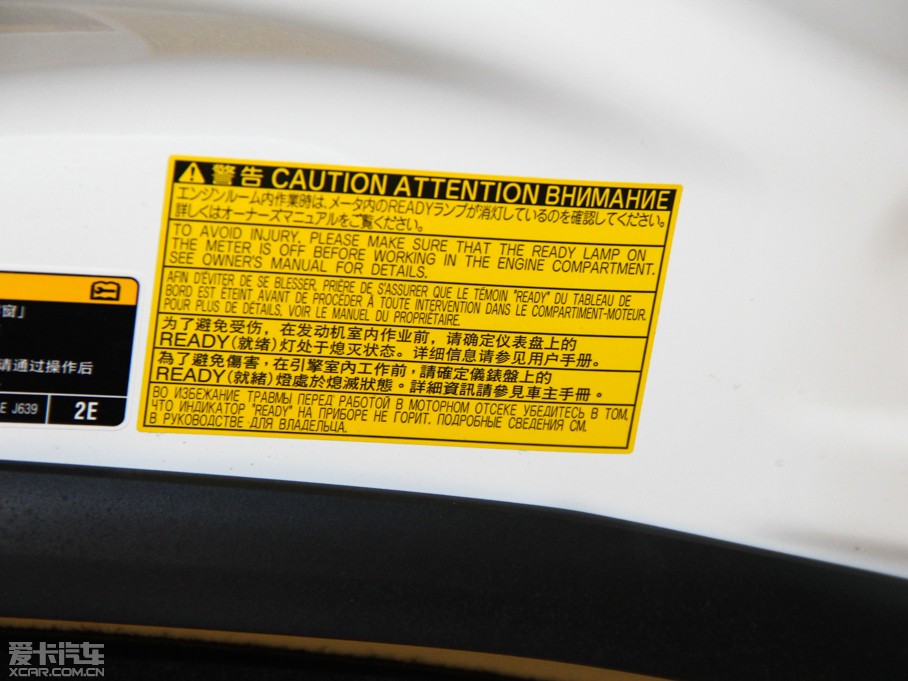 警告 CAUTION ATTENTION ВНИМАНИЕ
エンジンルーム内作業時は、メータ内のREADYランプが消灯しているのを確認してください。
詳しくはオーナーズマニュアルをご覧ください。
TO AVOID INJURY, PLEASE MAKE SURE THAT THE READY LAMP ON
THE METER IS OFF BEFORE WORKING IN THE ENGINE COMPARTMENT.
SEE OWNER'S MANUAL FOR DETAILS.
AFIN D'ÉVITER DE SE BLESSER, PRIÈRE DE S'ASSURER QUE LE TÉMOIN "READY" DU TABLEAU DE
BORD EST ÉTEINT AVANT DE PROCÉDER À TOUTE INTERVENTION DANS LE COMPARTIMENT-MOTEUR.
POUR PLUS DE DÉTAILS, VOIR LE MANUEL DU PROPRIÉTAIRE.
为了避免受伤，在发动机室内作业前，请确定仪表盘上的
READY(就绪)灯处于熄灭状态。详细信息请参见用户手册。
為了避免傷害，在引擎室內工作前，請確定儀錶盤上的
READY(就緒)燈處於熄滅狀態。詳細資訊請參見車主手冊。
ВО ИЗБЕЖАНИЕ ТРАВМЫ ПЕРЕД РАБОТОЙ В МОТОРНОМ ОТСЕКЕ УБЕДИТЕСЬ В ТОМ,
ЧТО ИНДИКАТОР "READY" НА ПРИБОРЕ НЕ ГОРИТ. ПОДРОБНЫЕ СВЕДЕНИЯ СМ.
В РУКОВОДСТВЕ ДЛЯ ВЛАДЕЛЬЦА.
窗」
请通过操作后
E J639 2E
爱卡汽车
XCAR.COM.CN